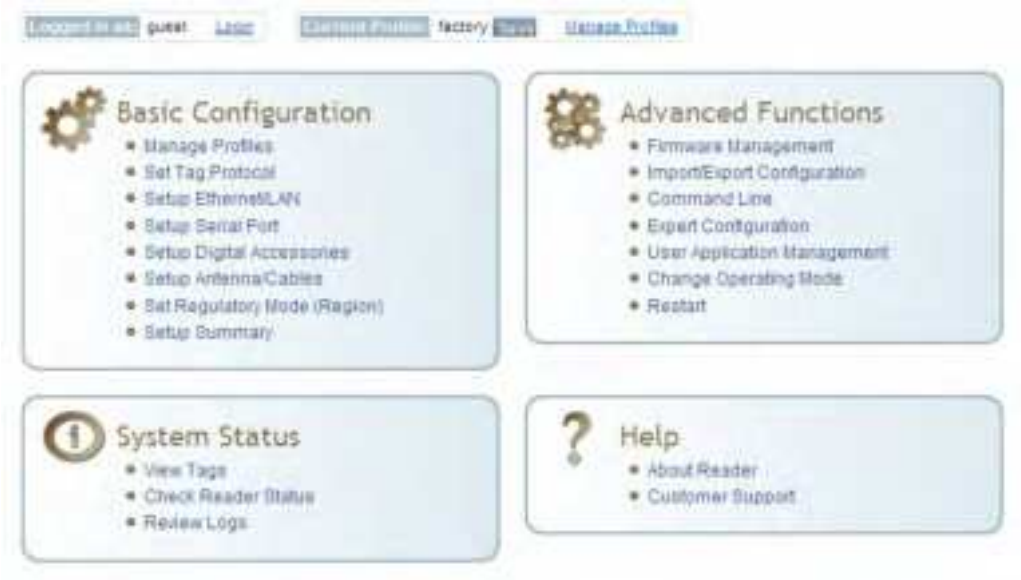 Logged in as: guest Login Current Profile: factory Save Manage Profiles
Basic Configuration
Manage Profiles
Set Tag Protocol
Setup Ethernet/LAN
Setup Serial Port
Setup Digital Accessories
Setup Antenna/Cables
Set Regulatory Mode (Region)
Setup Summary
Advanced Functions
Firmware Management
Import/Export Configuration
Command Line
Expert Configuration
User Application Management
Change Operating Mode
Restart
System Status
View Tags
Check Reader Status
Review Logs
Help
About Reader
Customer Support